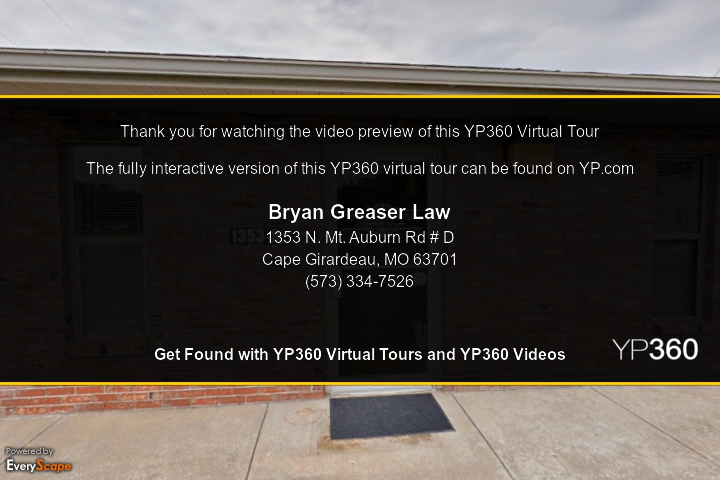 Thank you for watching the video preview of this YP360 Virtual Tour
The fully interactive version of this YP360 virtual tour can be found on YP.com
Bryan Greaser Law
1353
1353 N. Mt. Auburn Rd # D
Cape Girardeau, MO 63701
(573) 334-7526
Get Found with YP360 Virtual Tours and YP360 Videos
YP360
Powered by
EveryScape